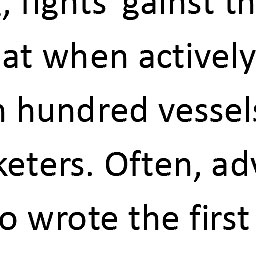 , fights 'gainst th
at when actively
n hundred vessels
keters. Often, adv
o wrote the first